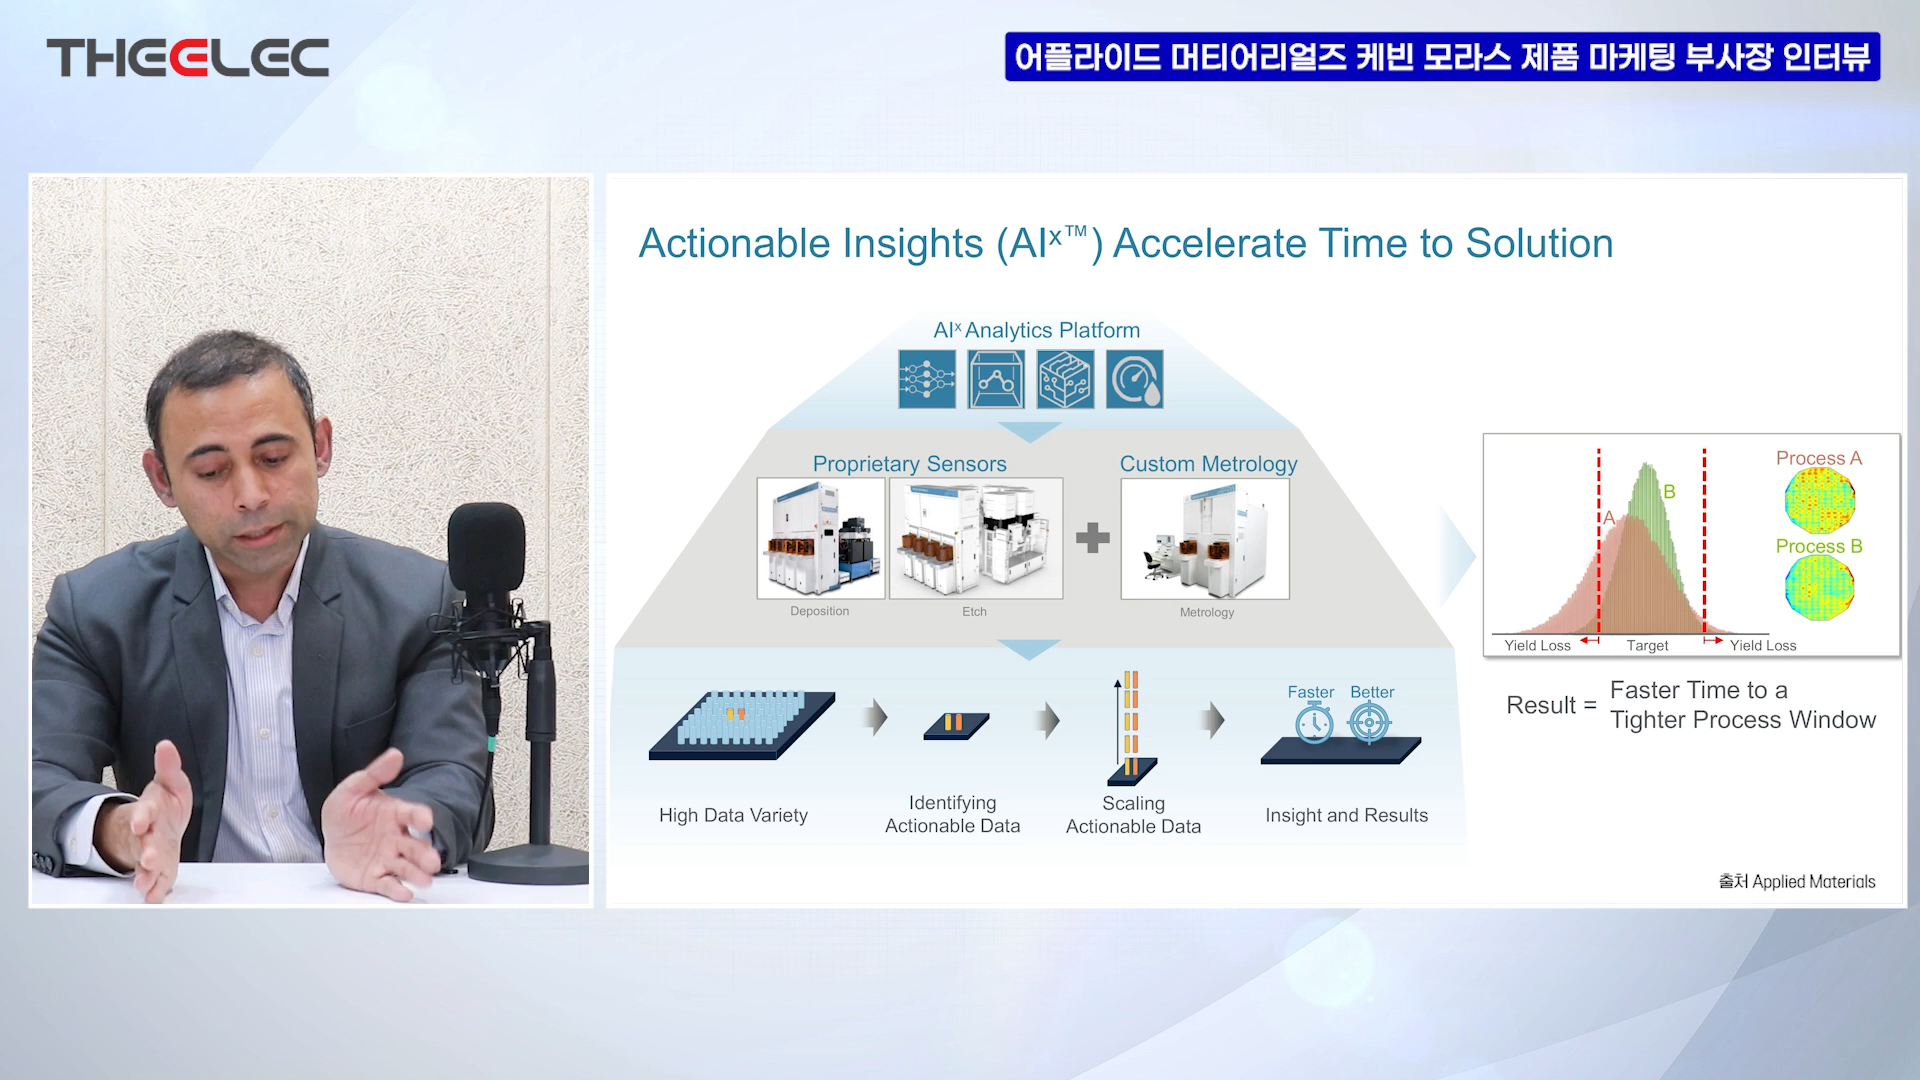 THEELEC
어플라이드 머티어리얼즈 케빈 모라스 제품 마케팅 부사장 인터뷰
Actionable Insights (AIˣ™) Accelerate Time to Solution
AIˣ Analytics Platform
Proprietary Sensors
Custom Metrology
Deposition
Etch
Metrology
High Data Variety
Identifying
Actionable Data
Scaling
Actionable Data
Faster
Better
Insight and Results
A
B
Process A
Process B
Yield Loss
Target
Yield Loss
Result =
Faster Time to a
Tighter Process Window
출처 Applied Materials